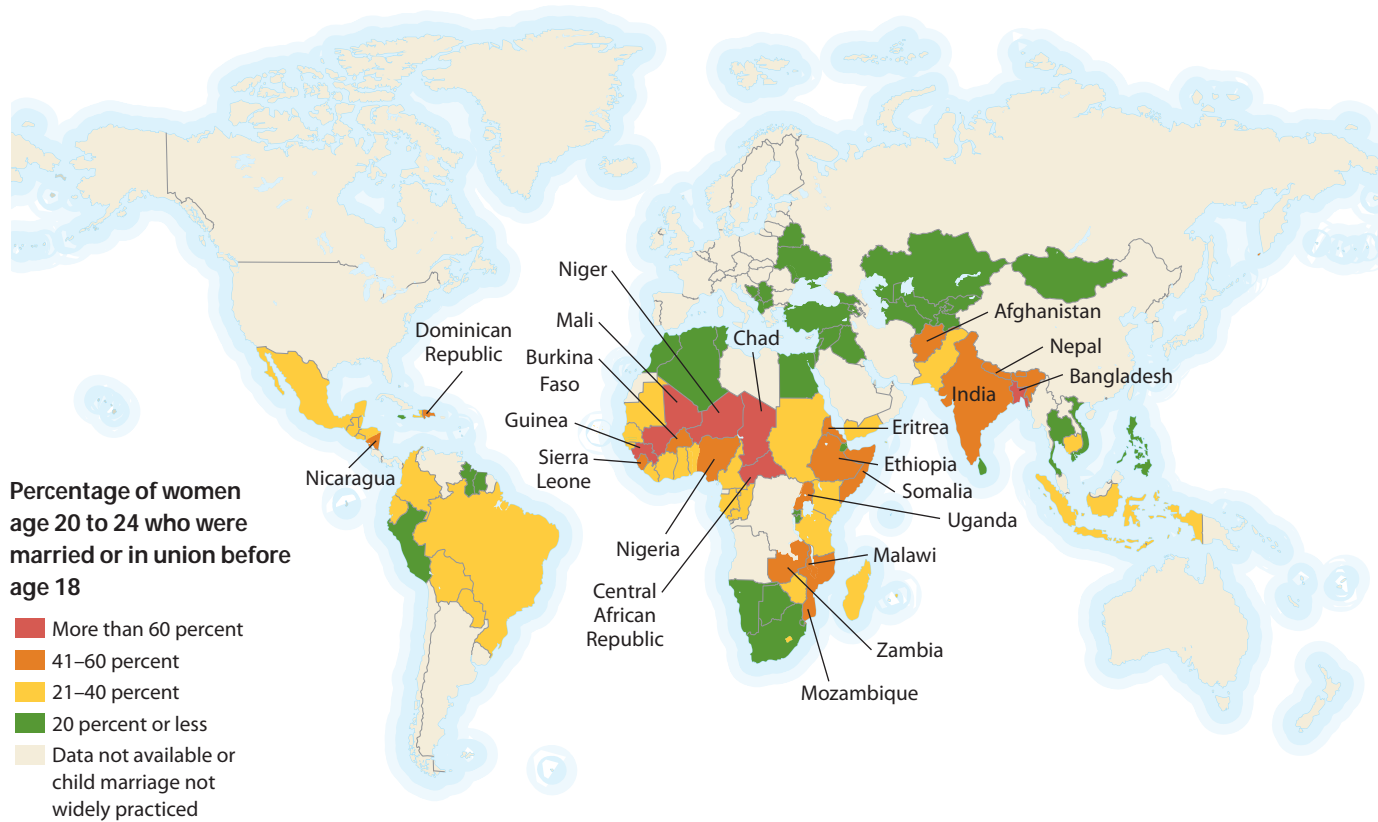 Niger
Mali
Burkina
Faso
Guinea
Sierra
Leone
Dominican
Republic
Nicaragua
Chad
Nigeria
Central
African
Republic
Afghanistan
Nepal
Bangladesh
India
Eritrea
Ethiopia
Somalia
Uganda
Malawi
Zambia
Mozambique
Percentage of women
age 20 to 24 who were
married or in union before
age 18
More than 60 percent
41–60 percent
21–40 percent
20 percent or less
Data not available or
child marriage not
widely practiced